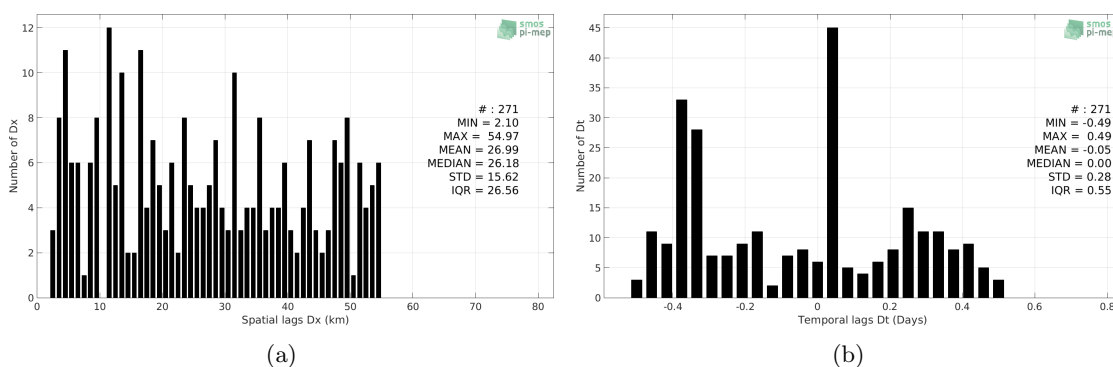 12
10
8
6
4
2
0
0
10
20
30
40
50
60
70
80
Number of Dx
Spatial lags Dx (km)
smos
pi-mep
# : 271
MIN = 2.10
MAX = 54.97
MEAN = 26.99
MEDIAN = 26.18
STD = 15.62
IQR = 26.56
(a)
45
40
35
30
25
20
15
10
5
0
-0.4
-0.2
0
0.2
0.4
0.6
0.8
Number of Dt
Temporal lags Dt (Days)
smos
pi-mep
# : 271
MIN = -0.49
MAX = 0.49
MEAN = -0.05
MEDIAN = 0.00
STD = 0.28
IQR = 0.55
(b)